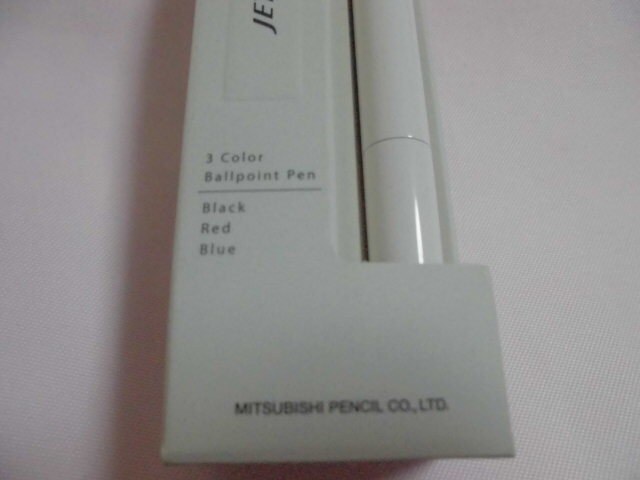 3 Color
Ballpoint Pen
Black
Red
Blue
MITSUBISHI PENCIL CO., LTD.